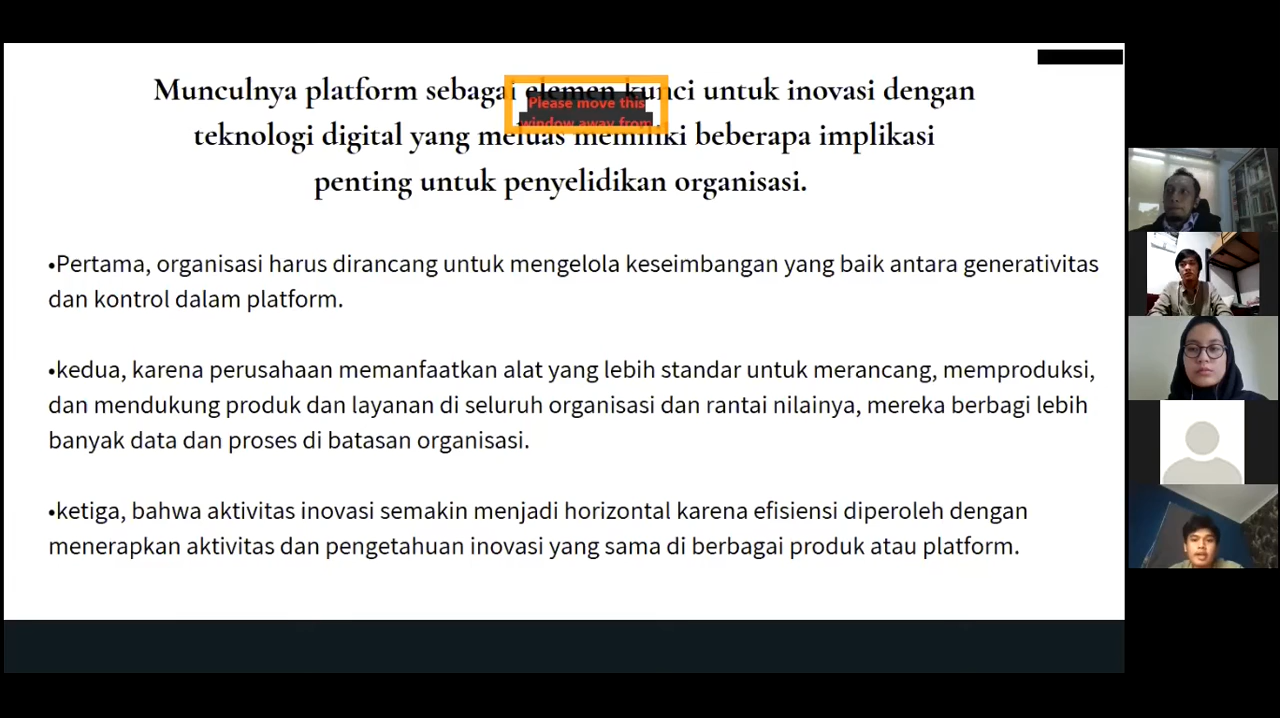 Munculnya platform sebagai elemen kunci untuk inovasi dengan
Please move this
window away from
teknologi digital yang meluas memiliki beberapa implikasi
penting untuk penyelidikan organisasi.
•Pertama, organisasi harus dirancang untuk mengelola keseimbangan yang baik antara generativitas
dan kontrol dalam platform.
•kedua, karena perusahaan memanfaatkan alat yang lebih standar untuk merancang, memproduksi,
dan mendukung produk dan layanan di seluruh organisasi dan rantai nilainya, mereka berbagi lebih
banyak data dan proses di batasan organisasi.
•ketiga, bahwa aktivitas inovasi semakin menjadi horizontal karena efisiensi diperoleh dengan
menerapkan aktivitas dan pengetahuan inovasi yang sama di berbagai produk atau platform.